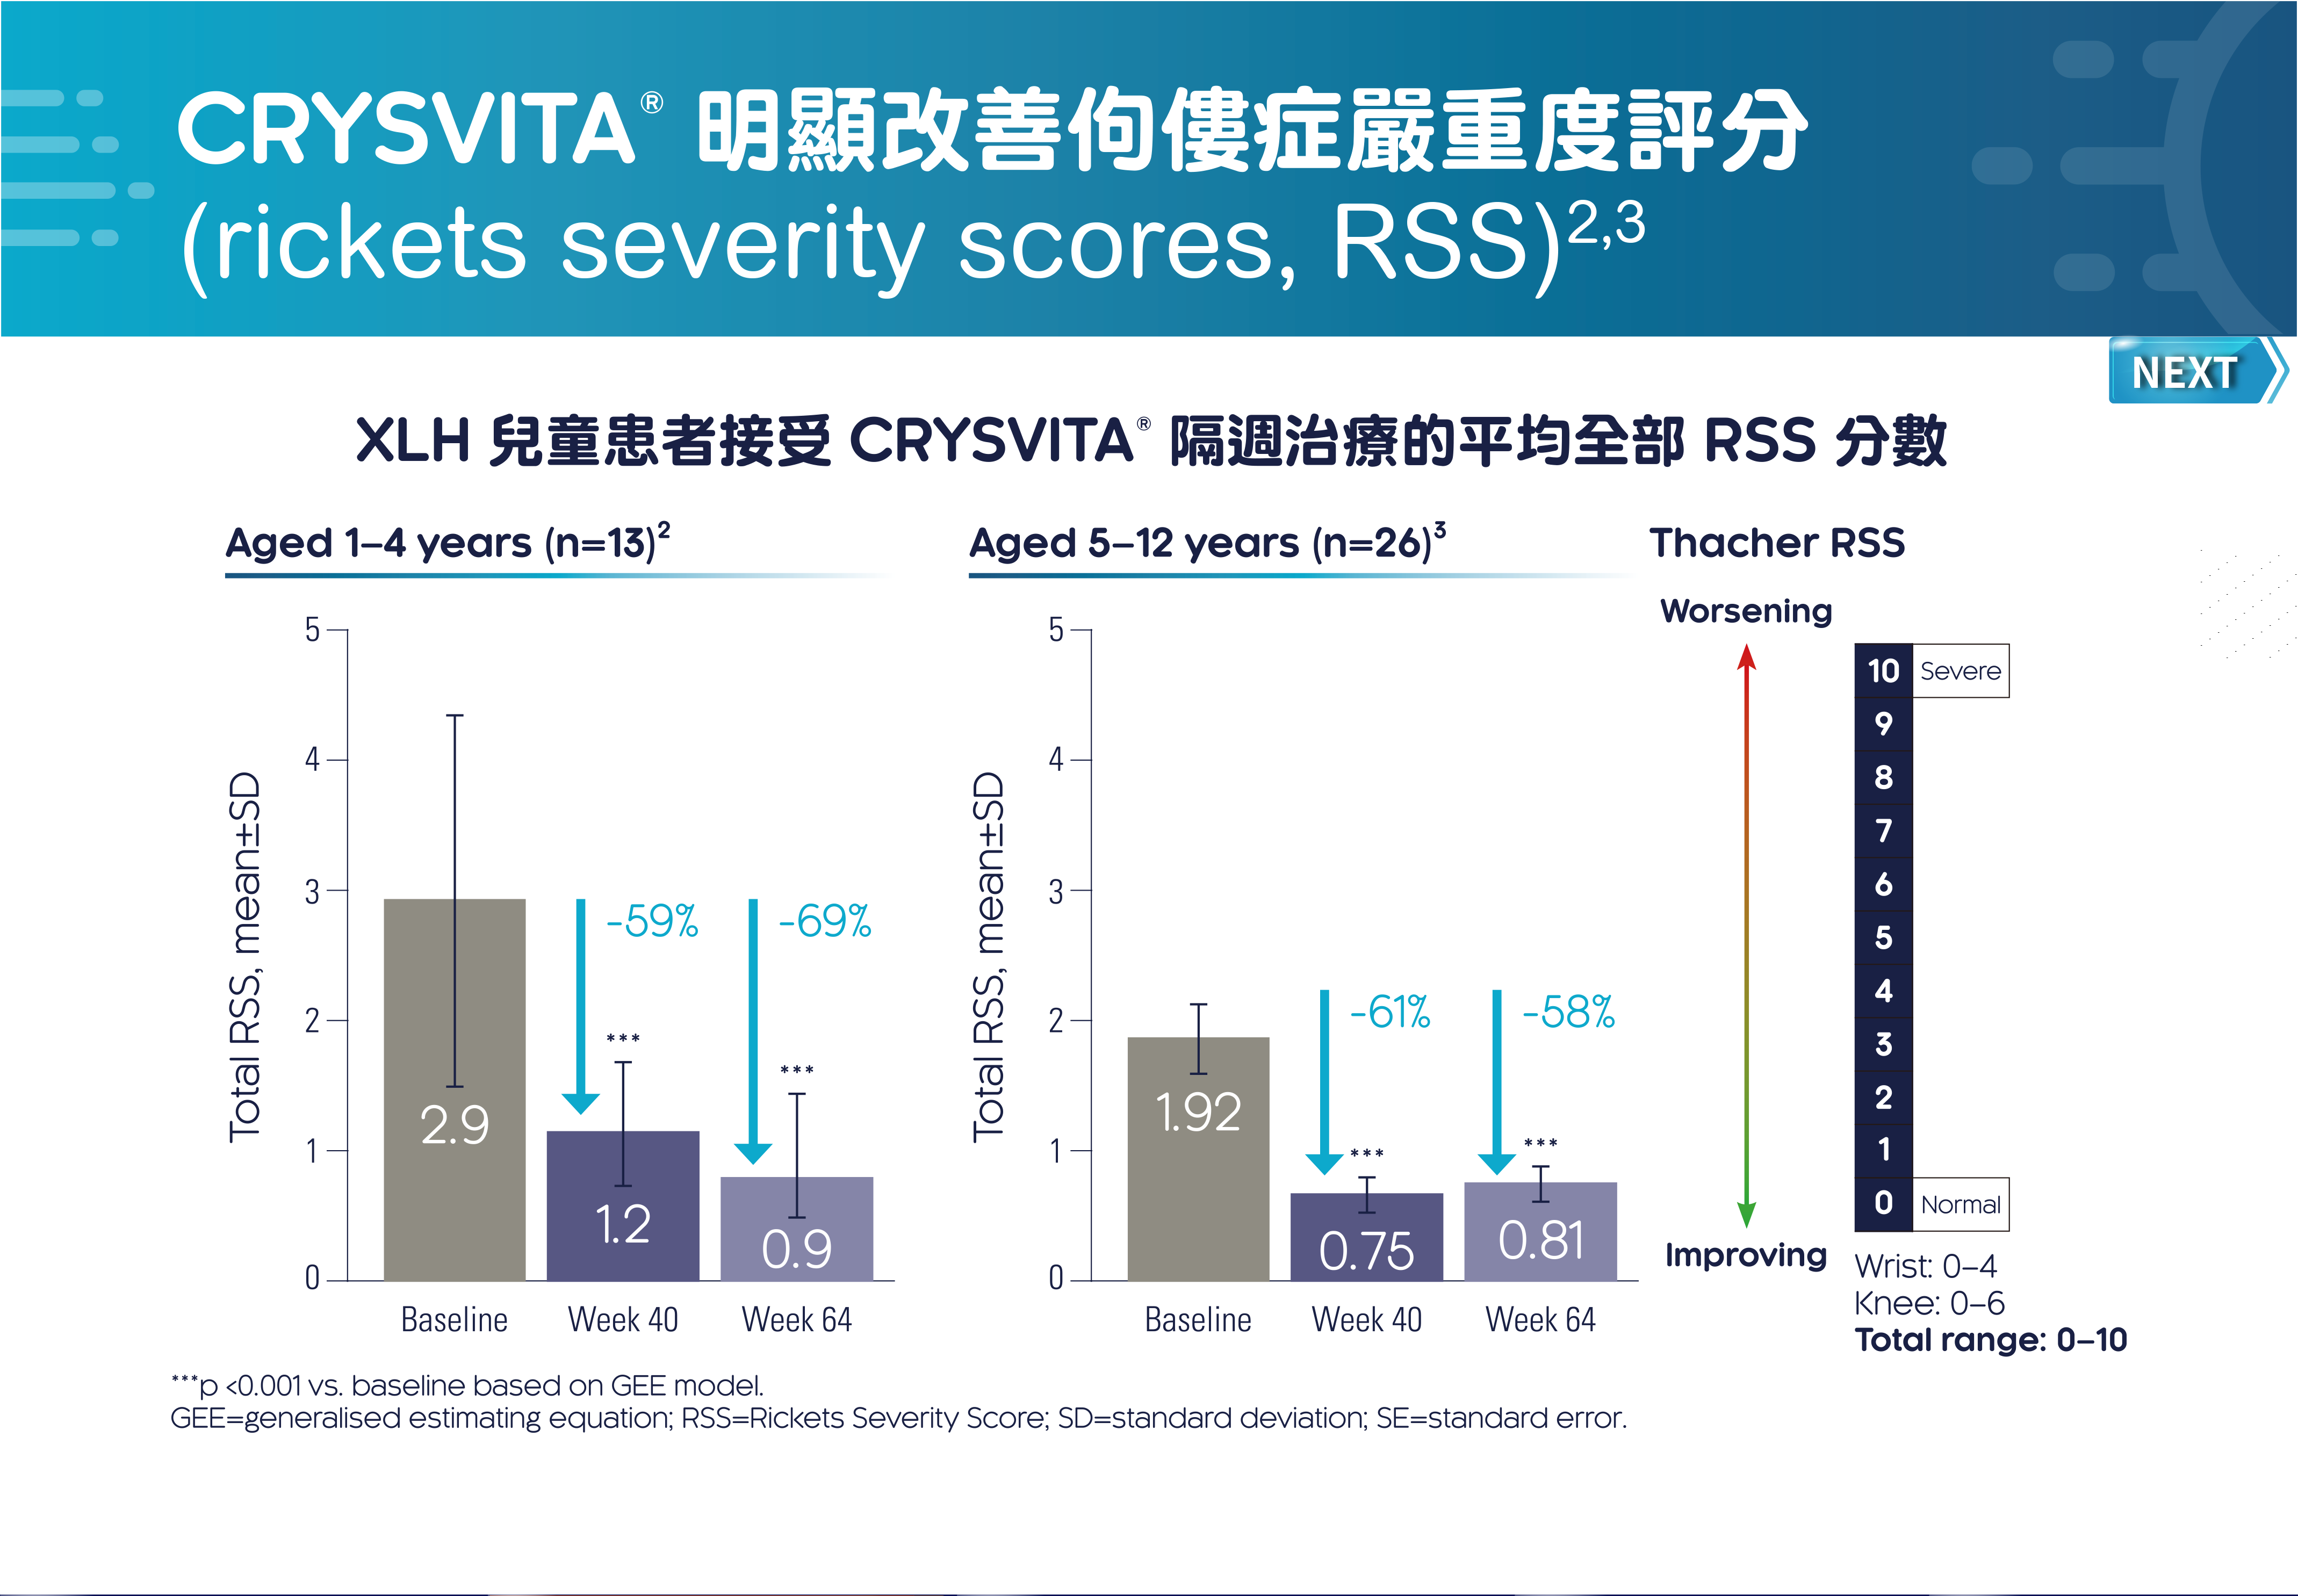 CRYSVITA® 明顯改善佝僂症嚴重度評分
(rickets severity scores, RSS)2,3
NEXT
XLH 兒童患者接受 CRYSVITA® 隔週治療的平均全部 RSS 分數
Aged 1–4 years (n=13)2
Total RSS, mean±SD
5
4
3
2
1
0
-59%
-69%
***
***
2.9
1.2
0.9
Baseline
Week 40
Week 64
Aged 5–12 years (n=26)3
Total RSS, mean±SD
5
4
3
2
1
0
-61%
-58%
***
***
1.92
0.75
0.81
Baseline
Week 40
Week 64
Thacher RSS
Worsening
Improving
10 Severe
9
8
7
6
5
4
3
2
1
0 Normal
Wrist: 0–4
Knee: 0–6
Total range: 0–10
***p <0.001 vs. baseline based on GEE model.
GEE=generalised estimating equation; RSS=Rickets Severity Score; SD=standard deviation; SE=standard error.